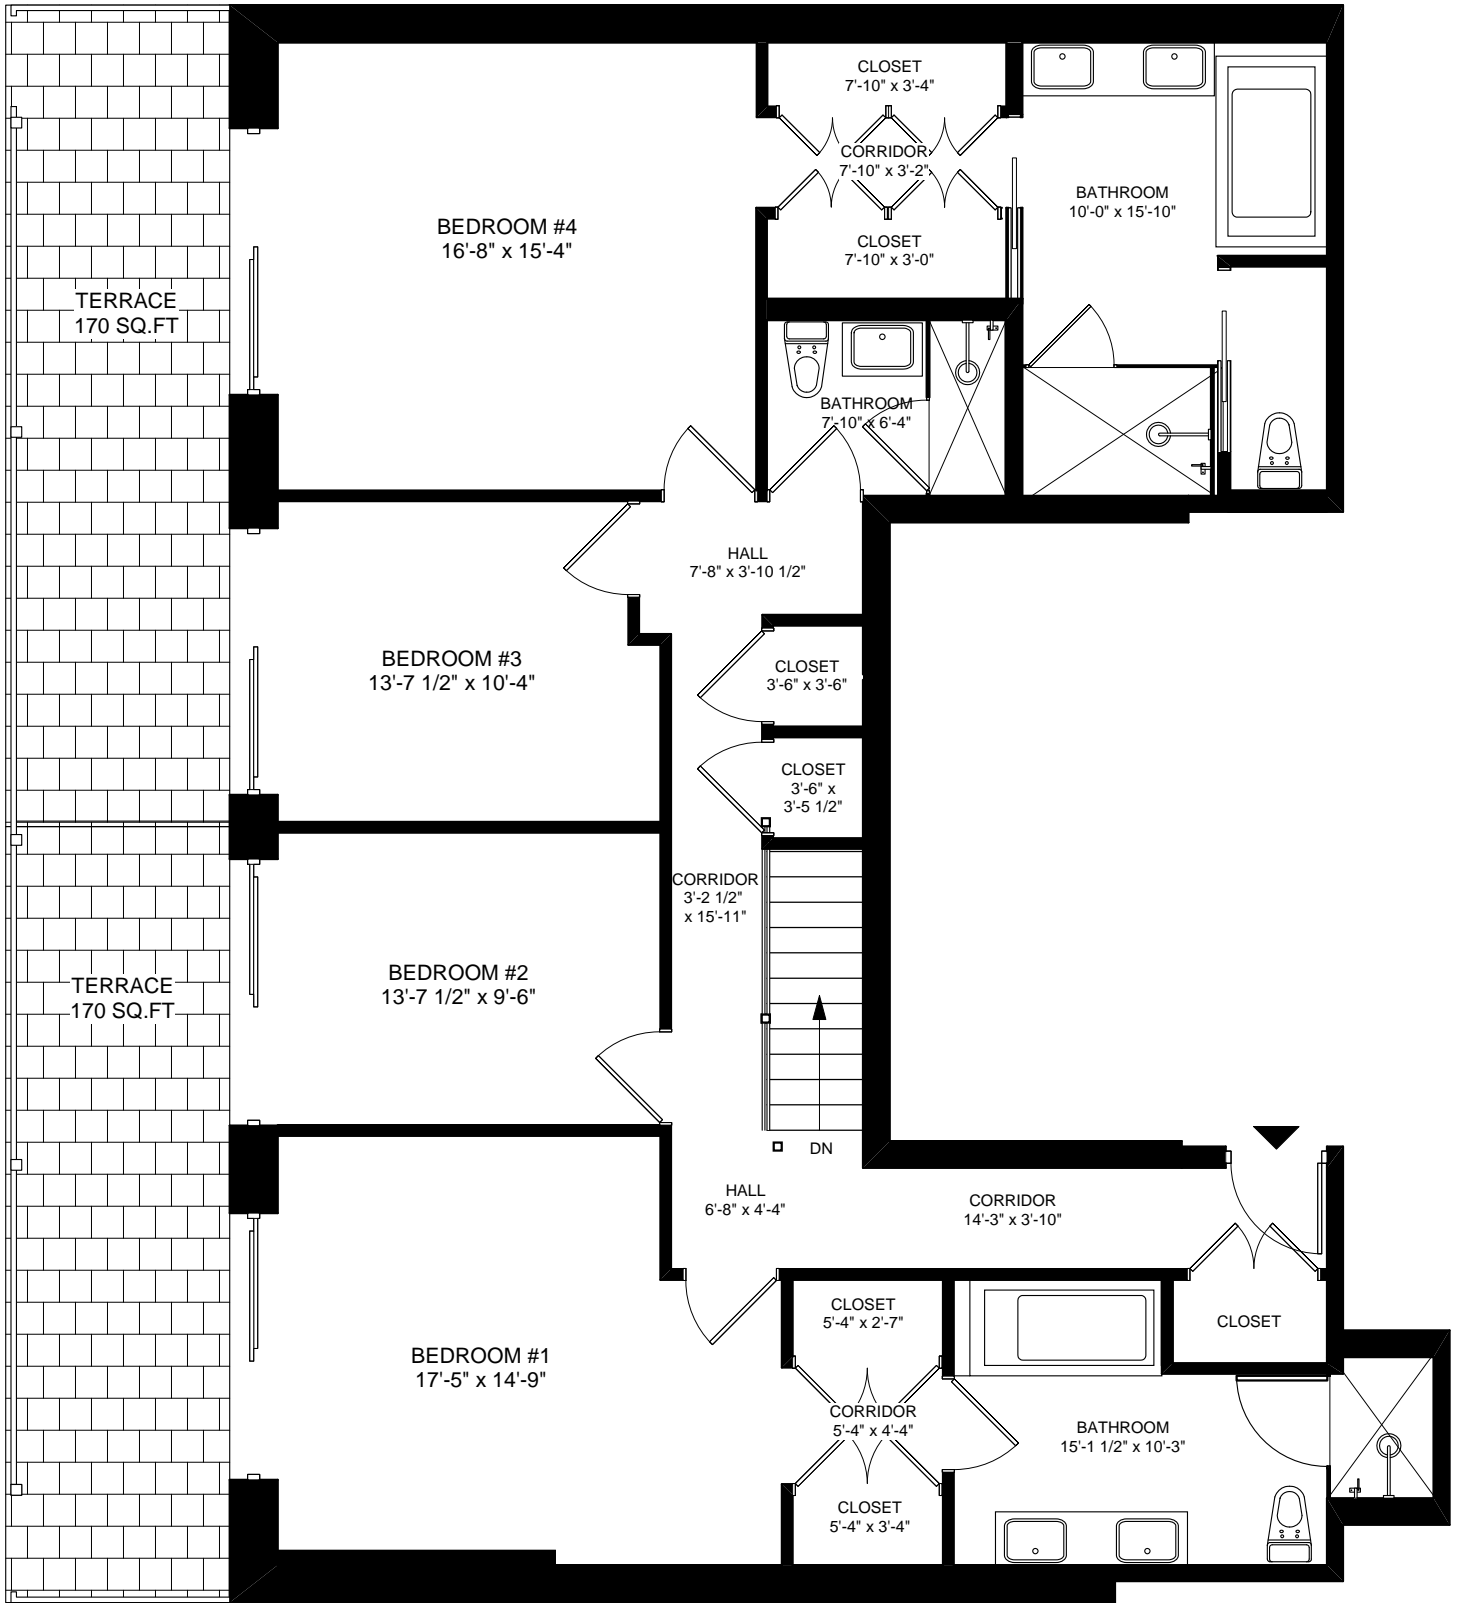 CLOSET
7'-10" x 3'-4"
CORRIDOR
7'-10" x 3'-2"
BATHROOM
10'-0" x 15'-10"
BEDROOM #4
16'-8" x 15'-4"
CLOSET
7'-10" x 3'-0"
TERRACE
170 SQ.FT
BATHROOM
7'-10" x 6'-4"
HALL
7'-8" x 3'-10 1/2"
BEDROOM #3
13'-7 1/2" x 10'-4"
CLOSET
3'-6" x 3'-6"
CLOSET
3'-6" x
3'-5 1/2"
CORRIDOR
3'-2 1/2"
x 15'-11"
BEDROOM #2
13'-7 1/2" x 9'-6"
TERRACE
170 SQ.FT
DN
HALL
6'-8" x 4'-4"
CORRIDOR
14'-3" x 3'-10"
CLOSET
5'-4" x 2'-7"
CLOSET
BEDROOM #1
17'-5" x 14'-9"
CORRIDOR
5'-4" x 4'-4"
BATHROOM
15'-1 1/2" x 10'-3"
CLOSET
5'-4" x 3'-4"